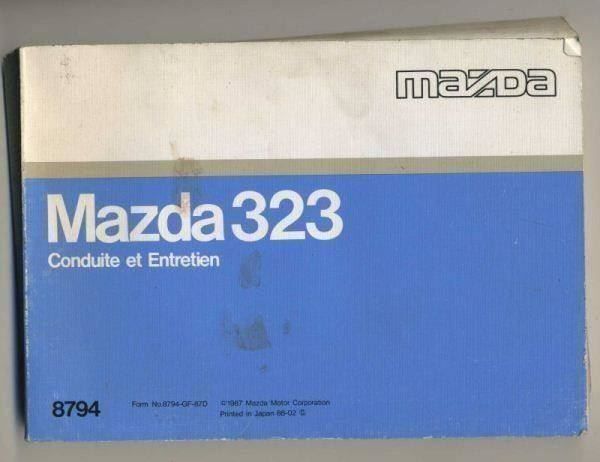 mazda
Mazda 323
Conduite et Entretien
8794
Form No.8794-GF-87D ©1987 Mazda Motor Corporation
Printed in Japan 88-02